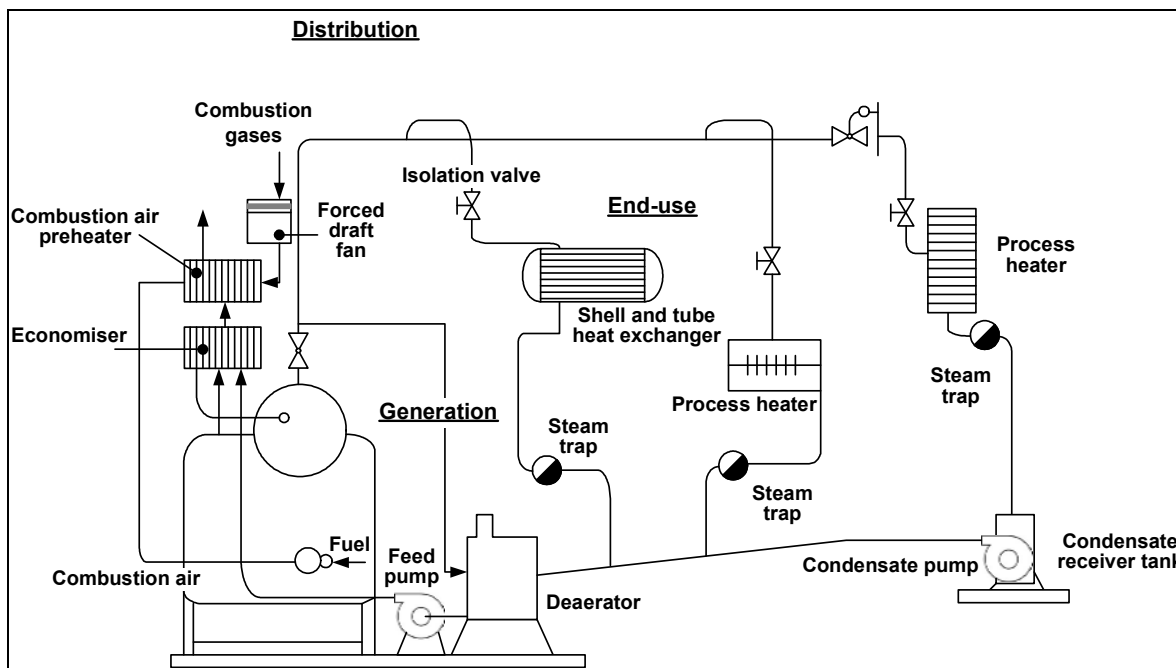 Distribution
Combustion
gases
Isolation valve
End-use
Combustion air
preheater
Forced
draft
fan
Process
heater
Economiser
Shell and tube
heat exchanger
Steam
trap
Generation
Process heater
Steam
trap
Steam
trap
Fuel
Feed
pump
Combustion air
Deaerator
Condensate pump
Condensate
receiver tank